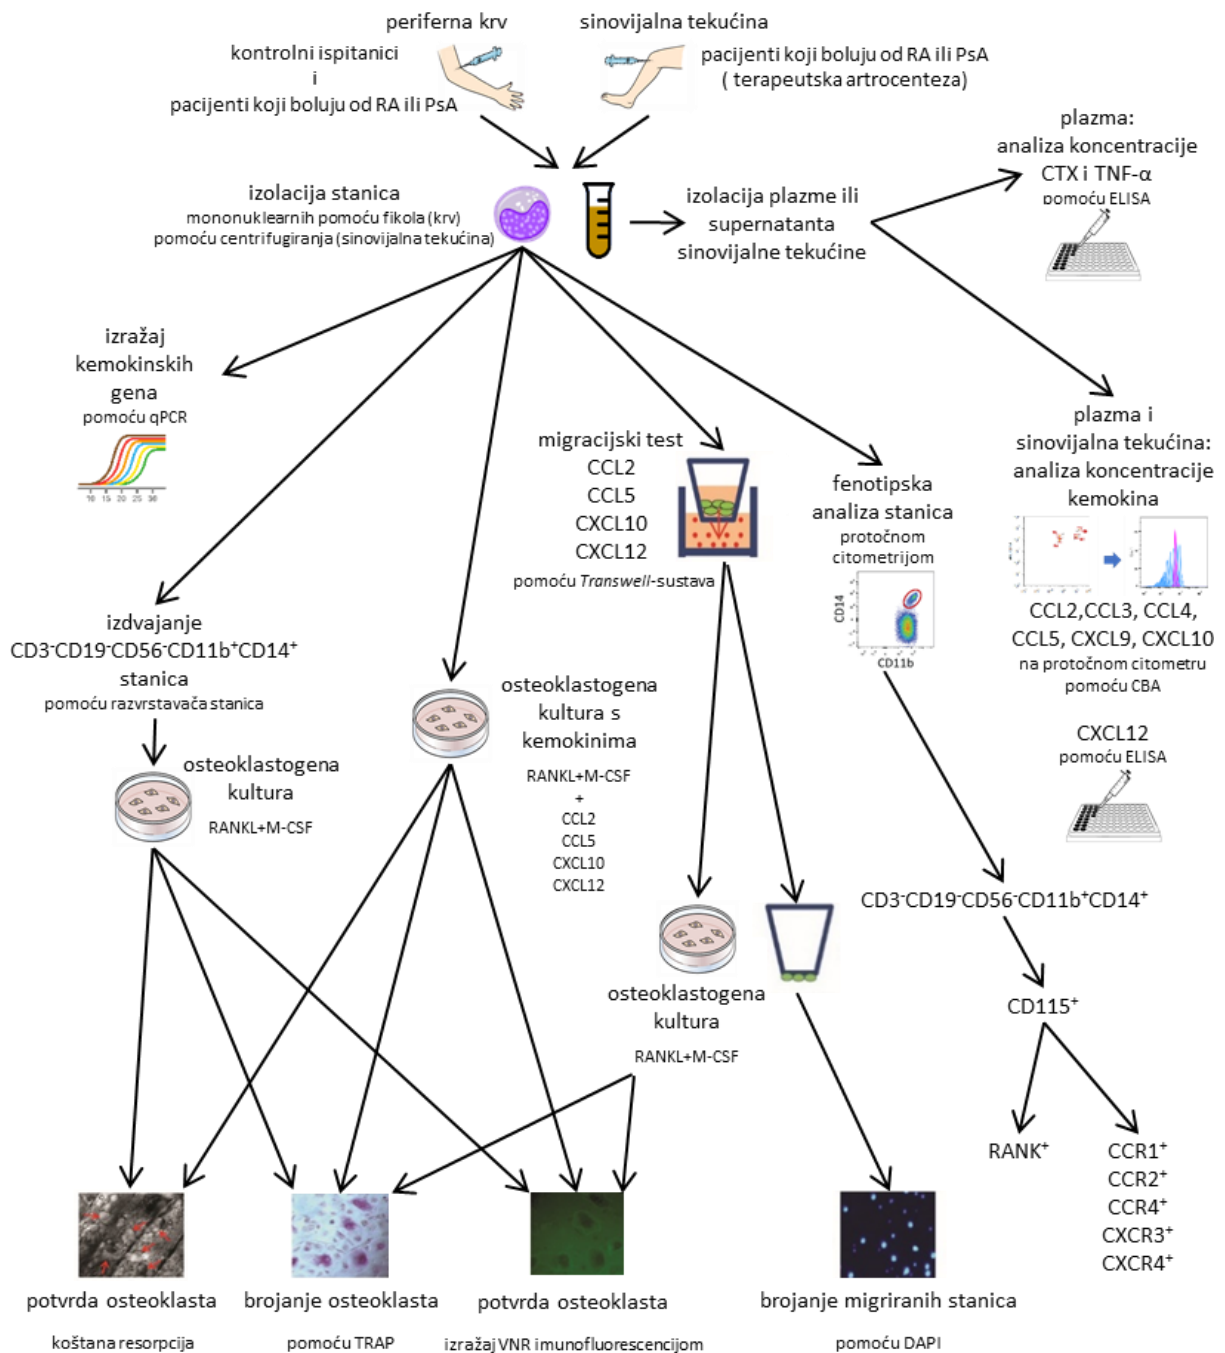 periferna krv
sinovijalna tekućina
kontrolni ispitanici
i
pacijenti koji boluju od RA ili PsA
pacijenti koji boluju od RA ili PsA
( terapeutska artrocenteza)
plazma:
analiza koncentracije
CTX i TNF-α
pomoću ELISA
izolacija stanica
mononuklearnih pomoću fikola (krv)
pomoću centrifugiranja (sinovijalna tekućina)
izolacija plazme ili
supernatanta
sinovijalne tekućine
izražaj
kemokinskih
gena
pomoću qPCR
10 15 20 25 30
migracijski test
CCL2
CCL5
CXCL10
CXCL12
pomoću Transwell-sustava
fenotipska
analiza stanica
protočnom
citometrijom
CD14
CD11b
plazma i
sinovijalna tekućina:
analiza koncentracije
kemokina
CCL2,CCL3, CCL4,
CCL5, CXCL9, CXCL10
na protočnom citometru
pomoću CBA
CXCL12
pomoću ELISA
izdvajanje
CD3⁻CD19⁻CD56⁻CD11b⁺CD14⁺
stanica
pomoću razvrstavača stanica
osteoklastogena
kultura
RANKL+M-CSF
osteoklastogena
kultura s
kemokinima
RANKL+M-CSF
+
CCL2
CCL5
CXCL10
CXCL12
osteoklastogena
kultura
RANKL+M-CSF
CD3⁻CD19⁻CD56⁻CD11b⁺CD14⁺
CD115⁺
RANK⁺
CCR1⁺
CCR2⁺
CCR4⁺
CXCR3⁺
CXCR4⁺
potvrda osteoklasta
koštana resorpcija
brojanje osteoklasta
pomoću TRAP
potvrda osteoklasta
izražaj VNR imunofluorescencijom
brojanje migriranih stanica
pomoću DAPI